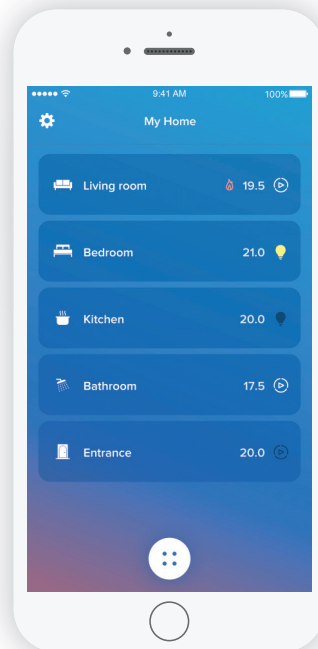 9:41 AM 100%
My Home
Living room 19.5
Bedroom 21.0
Kitchen 20.0
Bathroom 17.5
Entrance 20.0